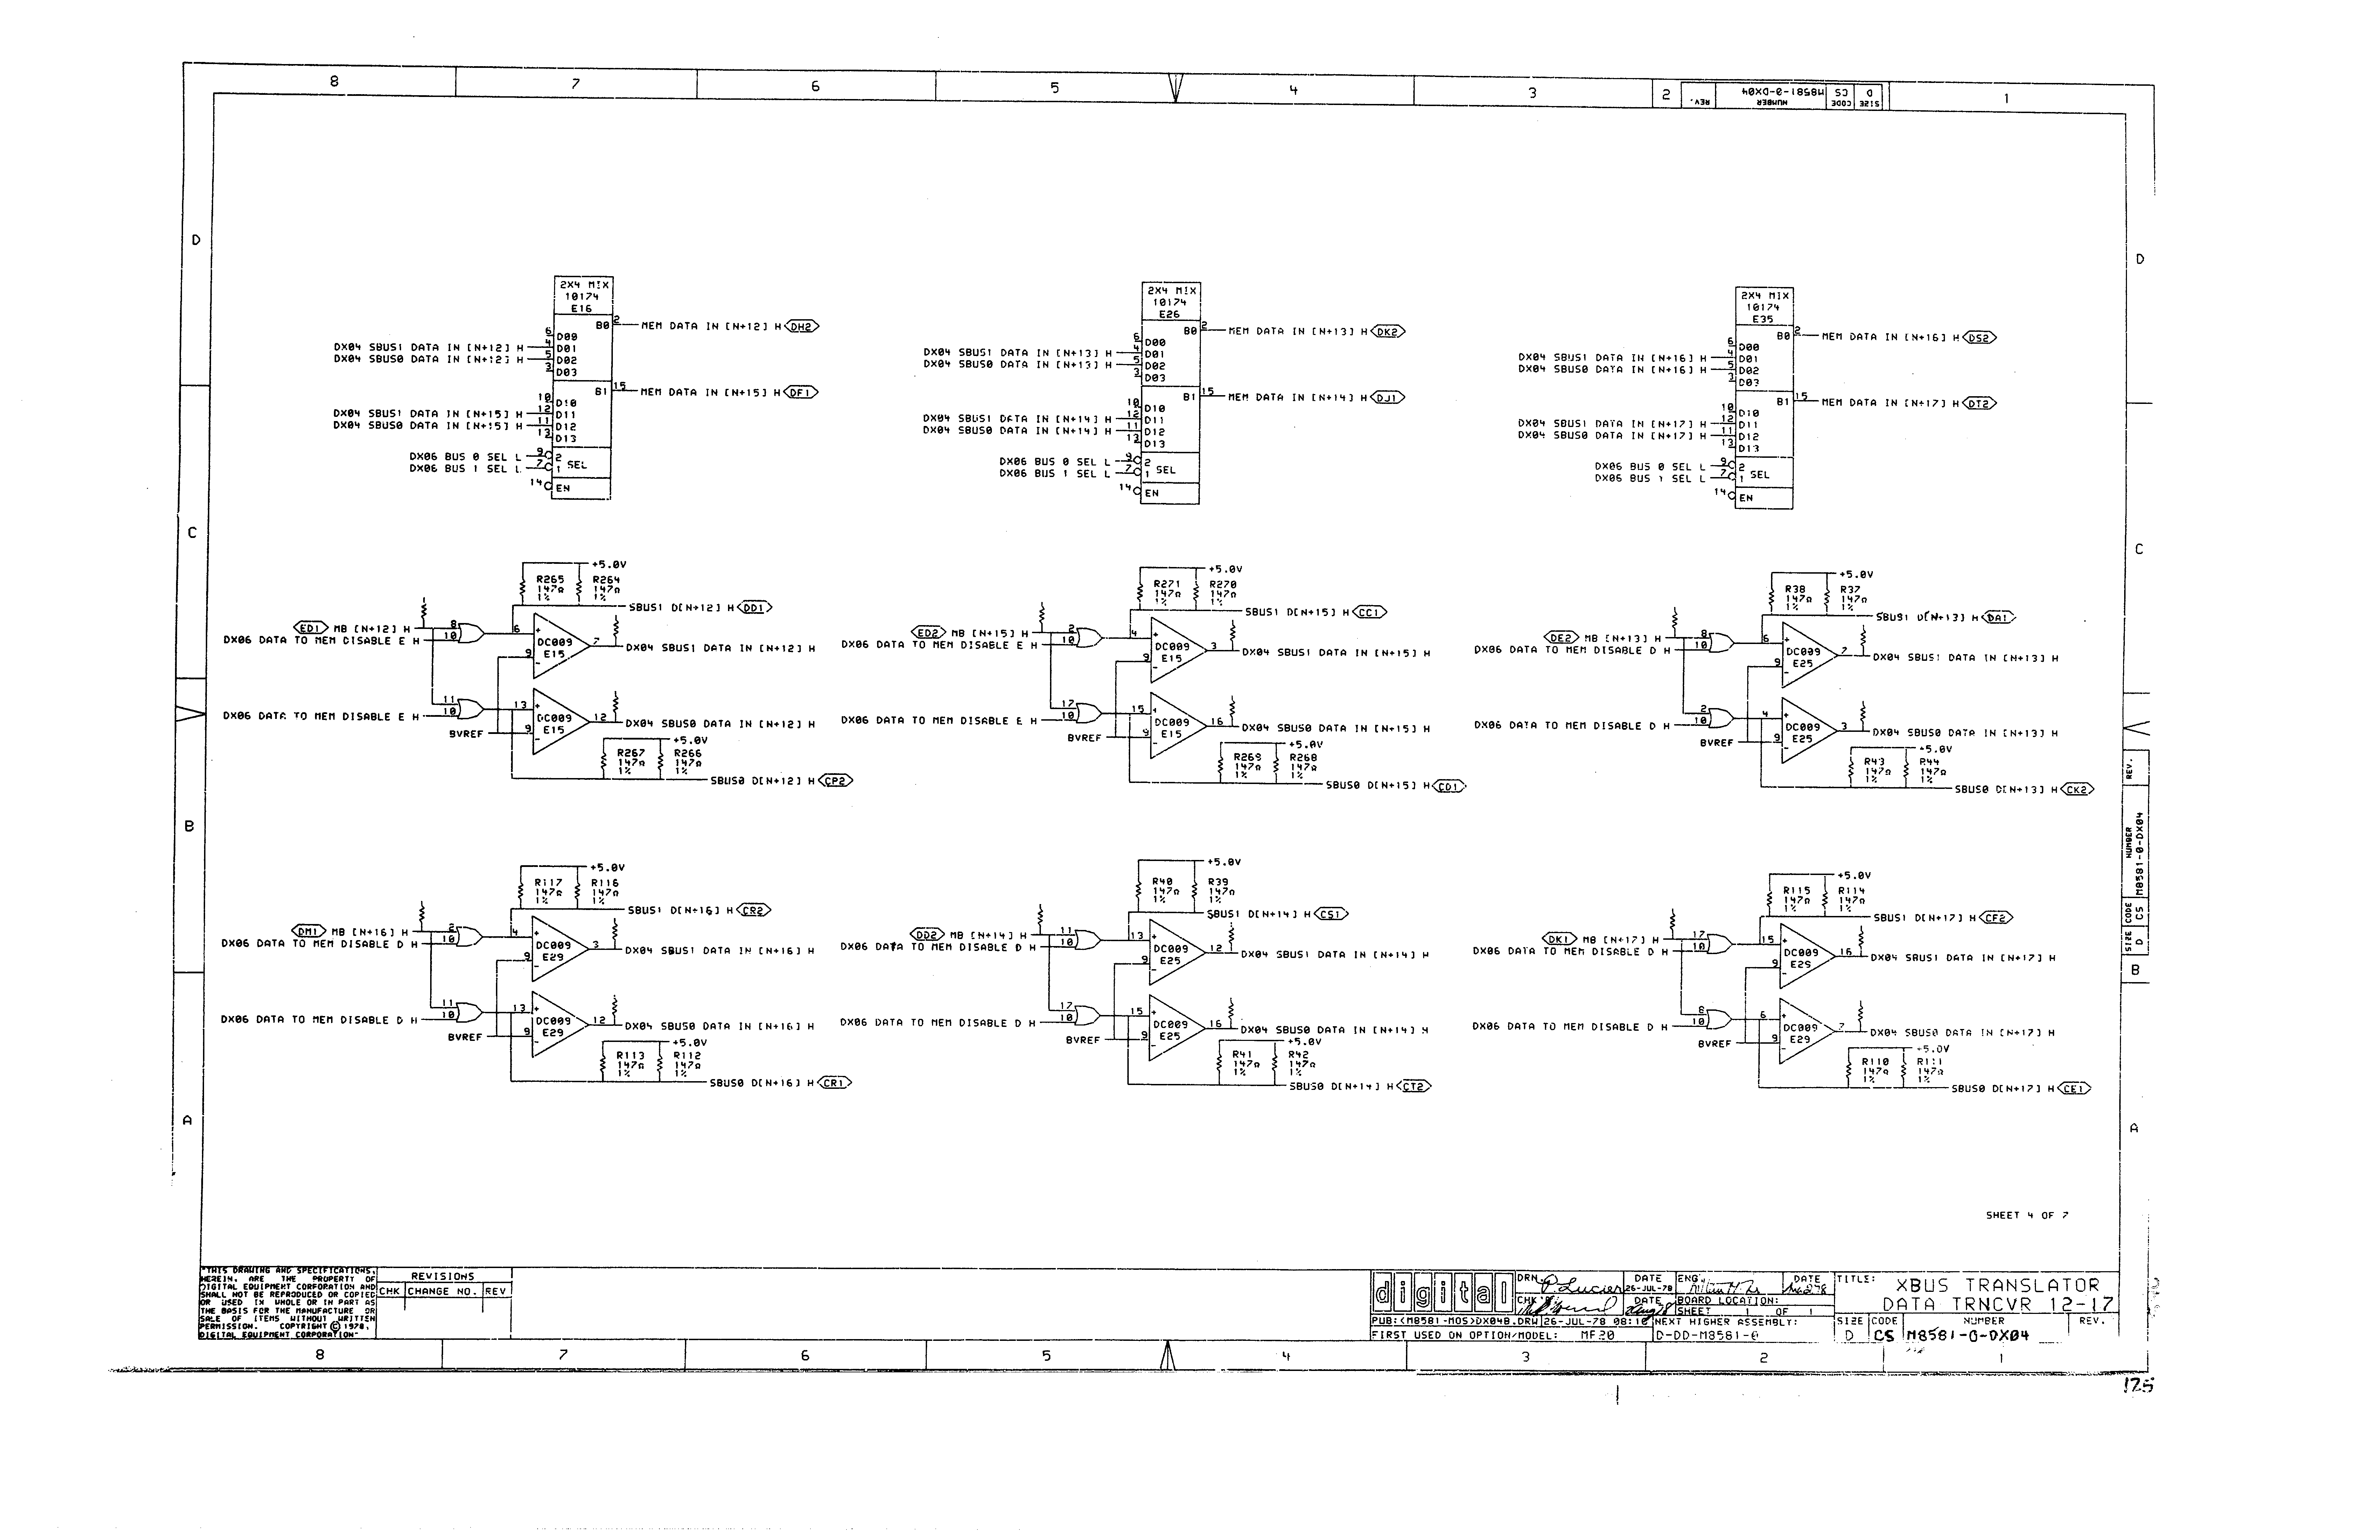 8 7 6 5 4 3 2 1
REV. NUMBER M8581-0-DX04 CODE CS SIZE D
D
2X4 MIX
10174
E16
6 D00
4 D01
5 D02
3 D03
B0 2 MEM DATA IN [N+12] H DH2
DX04 SBUS1 DATA IN [N+12] H
DX04 SBUS0 DATA IN [N+12] H
B1 15 MEM DATA IN [N+15] H DF1
10 D10
12 D11
11 D12
13 D13
DX04 SBUS1 DATA IN [N+15] H
DX04 SBUS0 DATA IN [N+15] H
DX06 BUS 0 SEL L 9 2
DX06 BUS 1 SEL L 7 1 SEL
14 EN
2X4 MIX
10174
E26
6 D00
4 D01
5 D02
3 D03
B0 2 MEM DATA IN [N+13] H DK2
DX04 SBUS1 DATA IN [N+13] H
DX04 SBUS0 DATA IN [N+13] H
B1 15 MEM DATA IN [N+14] H DJ1
10 D10
12 D11
11 D12
13 D13
DX04 SBUS1 DATA IN [N+14] H
DX04 SBUS0 DATA IN [N+14] H
DX06 BUS 0 SEL L 9 2
DX06 BUS 1 SEL L 7 1 SEL
14 EN
2X4 MIX
10174
E35
6 D00
4 D01
5 D02
3 D03
B0 2 MEM DATA IN [N+16] H DS2
DX04 SBUS1 DATA IN [N+16] H
DX04 SBUS0 DATA IN [N+16] H
B1 15 MEM DATA IN [N+17] H DT2
10 D10
12 D11
11 D12
13 D13
DX04 SBUS1 DATA IN [N+17] H
DX04 SBUS0 DATA IN [N+17] H
DX06 BUS 0 SEL L 9 2
DX06 BUS 1 SEL L 7 1 SEL
14 EN
C
+5.0V
R265 147Ω 1% R264 147Ω 1%
SBUS1 D[N+12] H DD1
ED1 MB [N+12] H 8
DX06 DATA TO MEM DISABLE E H 10
6 + DC009 E15 9 - 7 DX04 SBUS1 DATA IN [N+12] H
11
DX06 DATA TO MEM DISABLE E H 10
13 + DC009 E15 9 - 12 DX04 SBUS0 DATA IN [N+12] H
BVREF
+5.0V
R267 147Ω 1% R266 147Ω 1%
SBUS0 D[N+12] H CP2
+5.0V
R271 147Ω 1% R270 147Ω 1%
SBUS1 D[N+15] H CC1
ED2 MB [N+15] H 2
DX06 DATA TO MEM DISABLE E H 10
4 + DC009 E15 9 - 3 DX04 SBUS1 DATA IN [N+15] H
17
DX06 DATA TO MEM DISABLE E H 10
15 + DC009 E15 9 - 16 DX04 SBUS0 DATA IN [N+15] H
BVREF
+5.0V
R269 147Ω 1% R268 147Ω 1%
SBUS0 D[N+15] H CD1
+5.0V
R38 147Ω 1% R37 147Ω 1%
SBUS1 D[N+13] H DA1
DE2 MB [N+13] H 8
DX06 DATA TO MEM DISABLE D H 10
6 + DC009 E25 9 - 7 DX04 SBUS1 DATA IN [N+13] H
2
DX06 DATA TO MEM DISABLE D H 10
4 + DC009 E25 9 - 3 DX04 SBUS0 DATA IN [N+13] H
BVREF
+5.0V
R43 147Ω 1% R44 147Ω 1%
SBUS0 D[N+13] H CK2
B
+5.0V
R117 147Ω 1% R116 147Ω 1%
SBUS1 D[N+16] H CR2
DM1 MB [N+16] H 2
DX06 DATA TO MEM DISABLE D H 10
4 + DC009 E29 9 - 3 DX04 SBUS1 DATA IN [N+16] H
11
DX06 DATA TO MEM DISABLE D H 10
13 + DC009 E29 9 - 12 DX04 SBUS0 DATA IN [N+16] H
BVREF
+5.0V
R113 147Ω 1% R112 147Ω 1%
SBUS0 D[N+16] H CR1
+5.0V
R40 147Ω 1% R39 147Ω 1%
SBUS1 D[N+14] H CS1
DD2 MB [N+14] H 11
DX06 DATA TO MEM DISABLE D H 10
13 + DC009 E25 9 - 12 DX04 SBUS1 DATA IN [N+14] H
17
DX06 DATA TO MEM DISABLE D H 10
15 + DC009 E25 9 - 16 DX04 SBUS0 DATA IN [N+14] H
BVREF
+5.0V
R41 147Ω 1% R42 147Ω 1%
SBUS0 D[N+14] H CT2
+5.0V
R115 147Ω 1% R114 147Ω 1%
SBUS1 D[N+17] H CF2
DK1 MB [N+17] H 17
DX06 DATA TO MEM DISABLE D H 10
15 + DC009 E29 9 - 16 DX04 SBUS1 DATA IN [N+17] H
8
DX06 DATA TO MEM DISABLE D H 10
6 + DC009 E29 9 - 7 DX04 SBUS0 DATA IN [N+17] H
BVREF
+5.0V
R110 147Ω 1% R111 147Ω 1%
SBUS0 D[N+17] H CE1
A
SIZE D CODE CS NUMBER M8581-0-DX04 REV.
SHEET 4 OF 7
"THIS DRAWING AND SPECIFICATIONS,
HEREIN, ARE THE PROPERTY OF
DIGITAL EQUIPMENT CORPORATION AND
SHALL NOT BE REPRODUCED OR COPIED
OR USED IN WHOLE OR IN PART AS
THE BASIS FOR THE MANUFACTURE OR
SALE OF ITEMS WITHOUT WRITTEN
PERMISSION. COPYRIGHT © 1978,
DIGITAL EQUIPMENT CORPORATION"
REVISIONS
CHK CHANGE NO. REV
digital
DRN. P. Lucier DATE 26-JUL-78 ENG. DATE
CHK DATE BOARD LOCATION:
SHEET 1 OF 1
PUB:<M8581-MOS>DX04B.DRW 26-JUL-78 08:10 NEXT HIGHER ASSEMBLY:
FIRST USED ON OPTION/MODEL: MF20 D-DD-M8581-0
TITLE: XBUS TRANSLATOR
DATA TRNCVR 12-17
SIZE D CODE CS NUMBER M8581-0-DX04 REV.
8 7 6 5 4 3 2 1
125